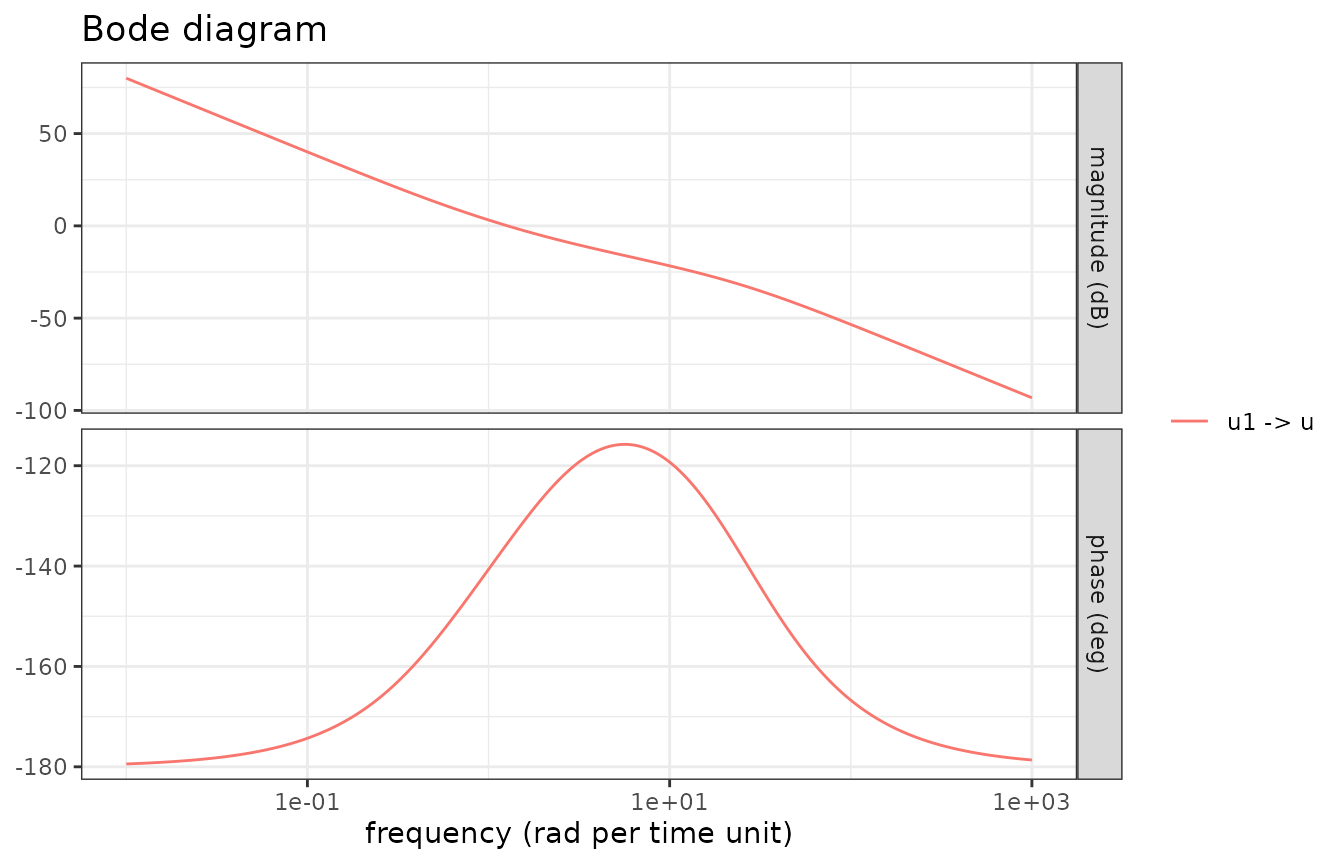 Bode diagram
50
0
-50
-100
magnitude (dB)
-120
-140
-160
-180
phase (deg)
1e-01
1e+01
1e+03
frequency (rad per time unit)
u1 -> u